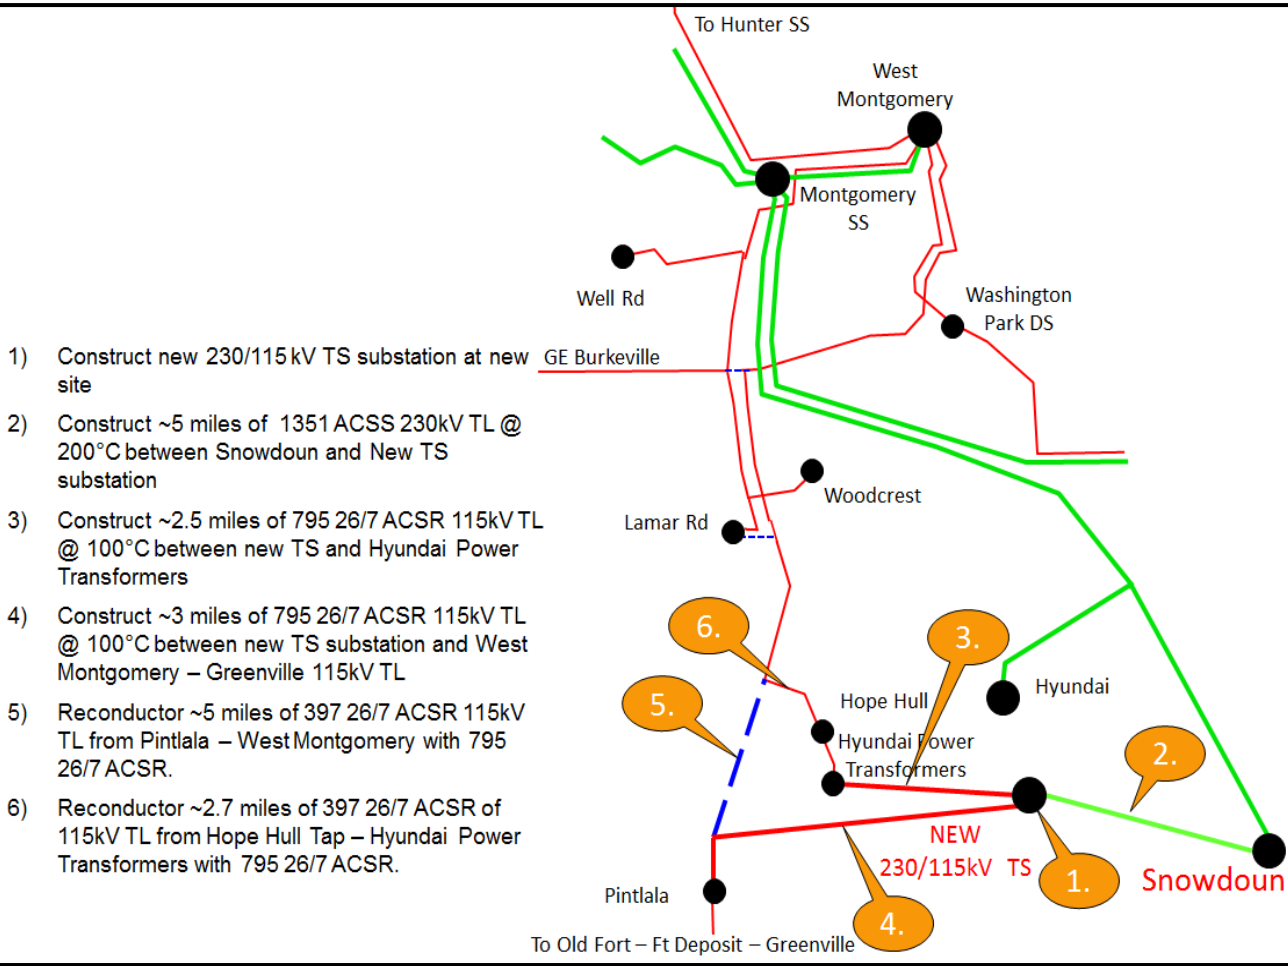 1) Construct new 230/115 kV TS substation at new
site
2) Construct ~5 miles of 1351 ACSS 230kV TL @
200°C between Snowdoun and New TS
substation
3) Construct ~2.5 miles of 795 26/7 ACSR 115kV TL
@ 100°C between new TS and Hyundai Power
Transformers
4) Construct ~3 miles of 795 26/7 ACSR 115kV TL
@ 100°C between new TS substation and West
Montgomery – Greenville 115kV TL
5) Reconductor ~5 miles of 397 26/7 ACSR 115kV
TL from Pintlala – West Montgomery with 795
26/7 ACSR.
6) Reconductor ~2.7 miles of 397 26/7 ACSR of
115kV TL from Hope Hull Tap – Hyundai Power
Transformers with 795 26/7 ACSR.
To Hunter SS
West
Montgomery
Montgomery
SS
Well Rd
Washington
Park DS
GE Burkeville
Woodcrest
Lamar Rd
6.
3.
5.
Hope Hull
Hyundai
Hyundai Power
Transformers
2.
NEW
230/115kV TS
1.
Snowdoun
Pintlala
4.
To Old Fort – Ft Deposit – Greenville